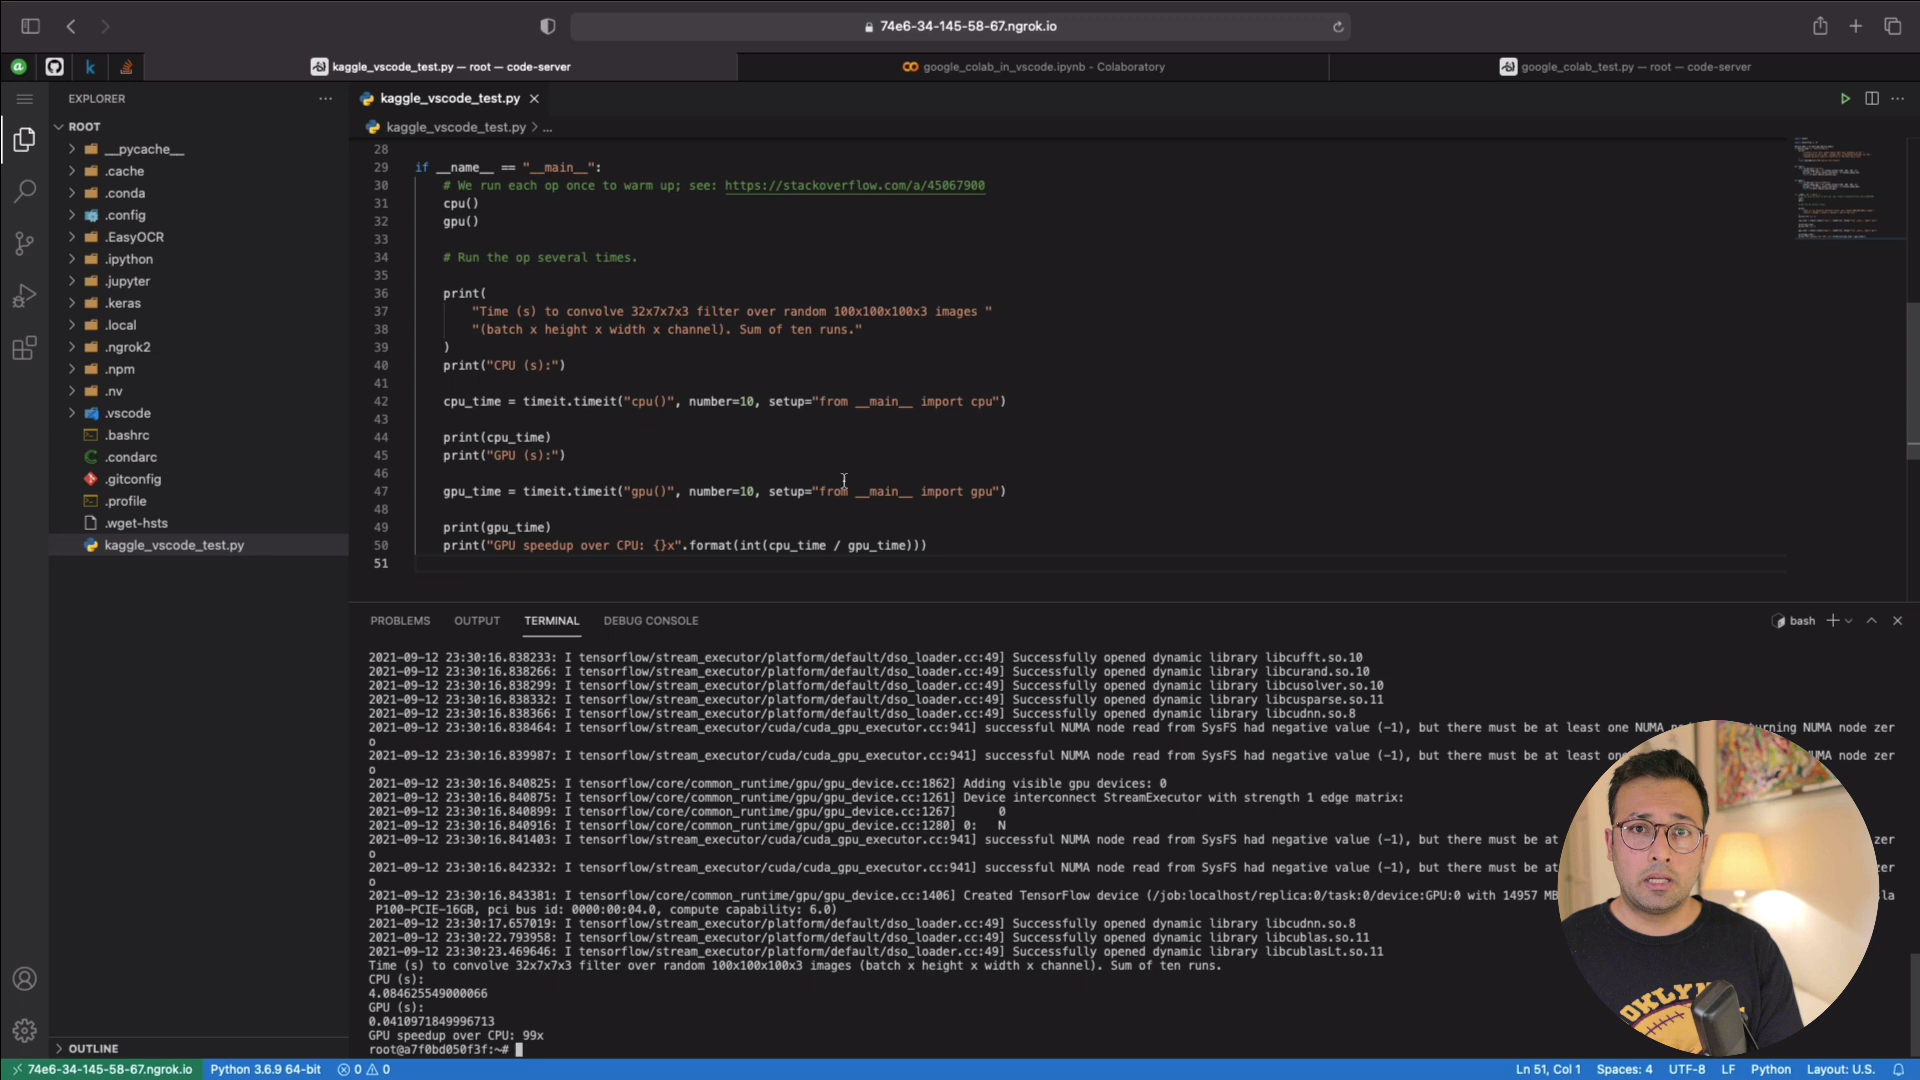 74e6-34-145-58-67.ngrok.io
kaggle_vscode_test.py — root — code-server
google_colab_in_vscode.ipynb - Colaboratory
google_colab_test.py — root — code-server
EXPLORER
ROOT
__pycache__
.cache
.conda
.config
.EasyOCR
.ipython
.jupyter
.keras
.local
.ngrok2
.npm
.nv
.vscode
.bashrc
.condarc
.gitconfig
.profile
.wget-hsts
kaggle_vscode_test.py
OUTLINE
kaggle_vscode_test.py
kaggle_vscode_test.py > ...
28
29 if __name__ == "__main__":
30 # We run each op once to warm up; see: https://stackoverflow.com/a/45067900
31 cpu()
32 gpu()
33
34 # Run the op several times.
35
36 print(
37 "Time (s) to convolve 32x7x7x3 filter over random 100x100x100x3 images "
38 "(batch x height x width x channel). Sum of ten runs."
39 )
40 print("CPU (s):")
41
42 cpu_time = timeit.timeit("cpu()", number=10, setup="from __main__ import cpu")
43
44 print(cpu_time)
45 print("GPU (s):")
46
47 gpu_time = timeit.timeit("gpu()", number=10, setup="from __main__ import gpu")
48
49 print(gpu_time)
50 print("GPU speedup over CPU: {}x".format(int(cpu_time / gpu_time)))
51
PROBLEMS OUTPUT TERMINAL DEBUG CONSOLE
bash
2021-09-12 23:30:16.838233: I tensorflow/stream_executor/platform/default/dso_loader.cc:49] Successfully opened dynamic library libcufft.so.10
2021-09-12 23:30:16.838266: I tensorflow/stream_executor/platform/default/dso_loader.cc:49] Successfully opened dynamic library libcurand.so.10
2021-09-12 23:30:16.838299: I tensorflow/stream_executor/platform/default/dso_loader.cc:49] Successfully opened dynamic library libcusolver.so.10
2021-09-12 23:30:16.838332: I tensorflow/stream_executor/platform/default/dso_loader.cc:49] Successfully opened dynamic library libcusparse.so.11
2021-09-12 23:30:16.838366: I tensorflow/stream_executor/platform/default/dso_loader.cc:49] Successfully opened dynamic library libcudnn.so.8
2021-09-12 23:30:16.838464: I tensorflow/stream_executor/cuda/cuda_gpu_executor.cc:941] successful NUMA node read from SysFS had negative value (-1), but there must be at least one NUMA NUMA node zer
o
2021-09-12 23:30:16.839987: I tensorflow/stream_executor/cuda/cuda_gpu_executor.cc:941] successful NUMA node read from SysFS had negative value (-1), but there must be at least node zer
o
2021-09-12 23:30:16.840825: I tensorflow/core/common_runtime/gpu/gpu_device.cc:1862] Adding visible gpu devices: 0
2021-09-12 23:30:16.840875: I tensorflow/core/common_runtime/gpu/gpu_device.cc:1261] Device interconnect StreamExecutor with strength 1 edge matrix:
2021-09-12 23:30:16.840899: I tensorflow/core/common_runtime/gpu/gpu_device.cc:1267] 0
2021-09-12 23:30:16.840916: I tensorflow/core/common_runtime/gpu/gpu_device.cc:1280] 0: N
2021-09-12 23:30:16.841403: I tensorflow/stream_executor/cuda/cuda_gpu_executor.cc:941] successful NUMA node read from SysFS had negative value (-1), but there must be at zer
o
2021-09-12 23:30:16.842332: I tensorflow/stream_executor/cuda/cuda_gpu_executor.cc:941] successful NUMA node read from SysFS had negative value (-1), but there must be at zer
o
2021-09-12 23:30:16.843381: I tensorflow/core/common_runtime/gpu/gpu_device.cc:1406] Created TensorFlow device (/job:localhost/replica:0/task:0/device:GPU:0 with 14957 la
P100-PCIE-16GB, pci bus id: 0000:00:04.0, compute capability: 6.0)
2021-09-12 23:30:17.657019: I tensorflow/stream_executor/platform/default/dso_loader.cc:49] Successfully opened dynamic library libcudnn.so.8
2021-09-12 23:30:22.793958: I tensorflow/stream_executor/platform/default/dso_loader.cc:49] Successfully opened dynamic library libcublas.so.11
2021-09-12 23:30:23.469646: I tensorflow/stream_executor/platform/default/dso_loader.cc:49] Successfully opened dynamic library libcublasLt.so.11
Time (s) to convolve 32x7x7x3 filter over random 100x100x100x3 images (batch x height x width x channel). Sum of ten runs.
CPU (s):
4.084625549000066
GPU (s):
0.0410971849996713
GPU speedup over CPU: 99x
root@a7f0bd050f3f:~#
74e6-34-145-58-67.ngrok.io Python 3.6.9 64-bit 0 0 Ln 51, Col 1 Spaces: 4 UTF-8 LF Python Layout: U.S.